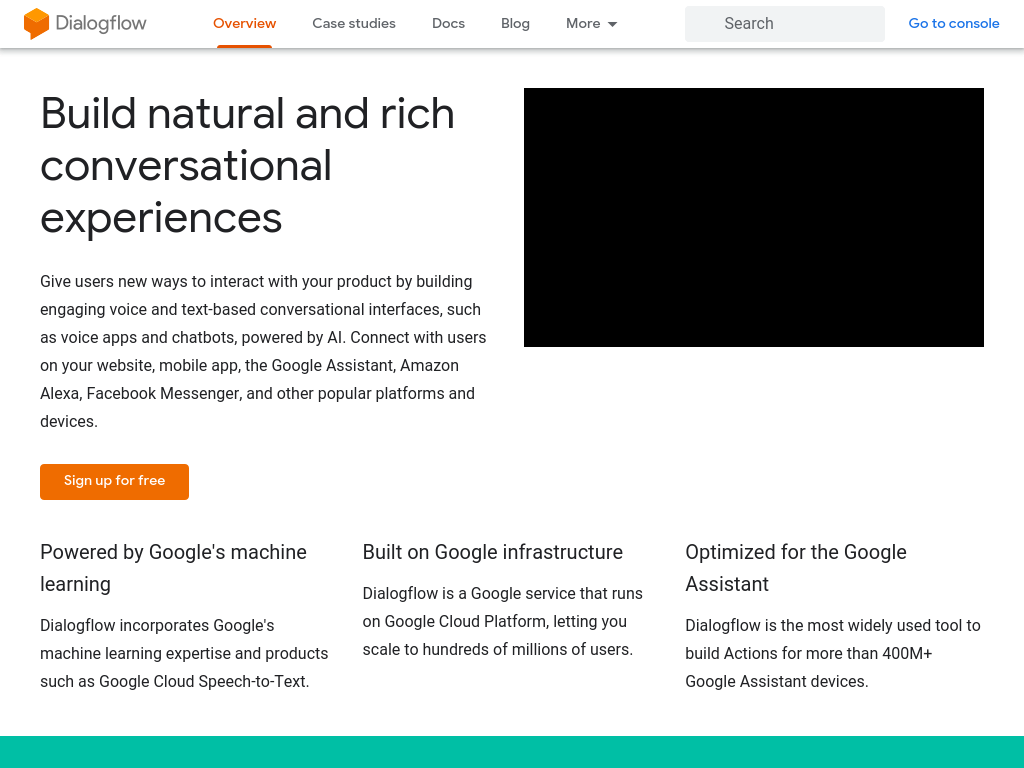 Dialogflow
Overview
Case studies
Docs
Blog
More
Search
Go to console
Build natural and rich
conversational
experiences
Give users new ways to interact with your product by building
engaging voice and text-based conversational interfaces, such
as voice apps and chatbots, powered by AI. Connect with users
on your website, mobile app, the Google Assistant, Amazon
Alexa, Facebook Messenger, and other popular platforms and
devices.
Sign up for free
Powered by Google's machine
learning
Dialogflow incorporates Google's
machine learning expertise and products
such as Google Cloud Speech-to-Text.
Built on Google infrastructure
Dialogflow is a Google service that runs
on Google Cloud Platform, letting you
scale to hundreds of millions of users.
Optimized for the Google
Assistant
Dialogflow is the most widely used tool to
build Actions for more than 400M+
Google Assistant devices.